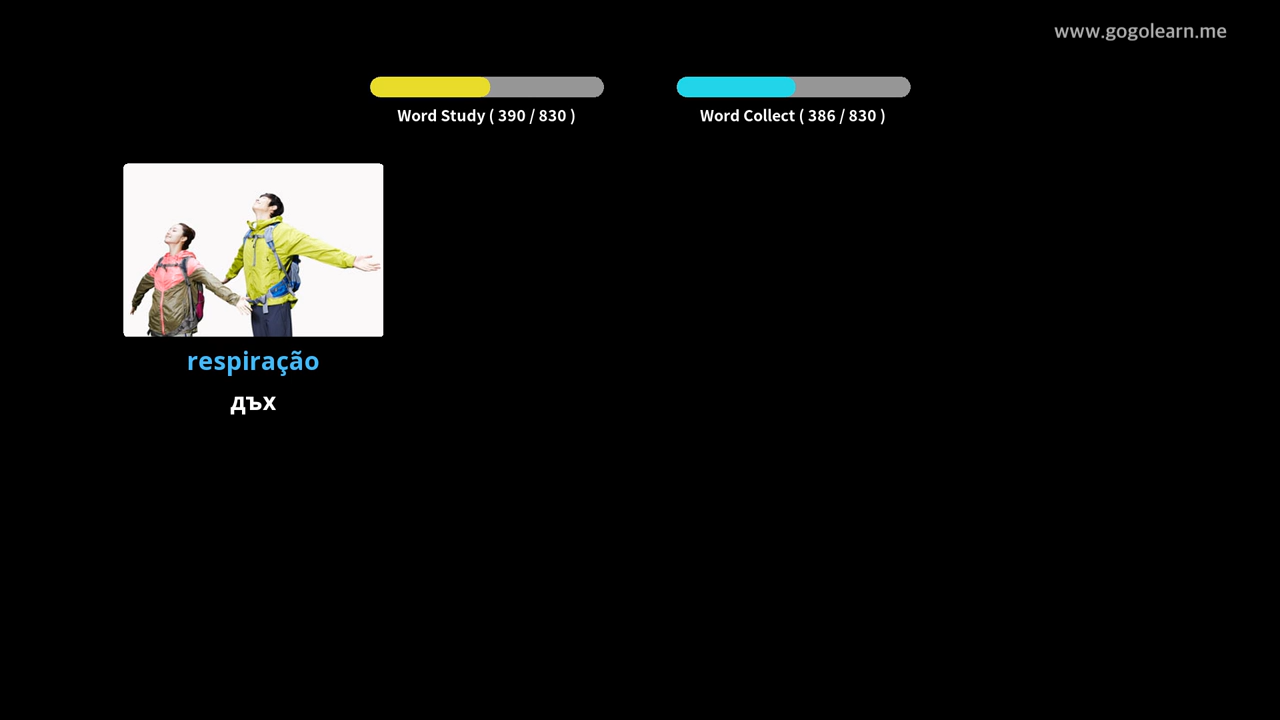 www.gogolearn.me
Word Study ( 390 / 830 )
Word Collect ( 386 / 830 )
respiração
дъх